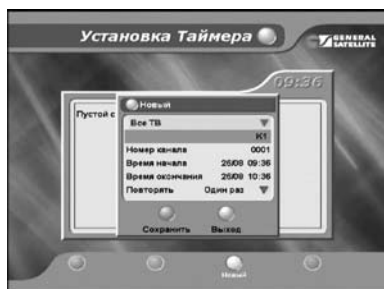 Установка Таймера
GENERAL
SATELLITE
09:36
Пустой с
Новый
Все ТВ
К1
Номер канала 0001
Время начала 26/08 09:36
Время окончания 26/08 10:36
Повторять Один раз
Сохранить Выход
Новый